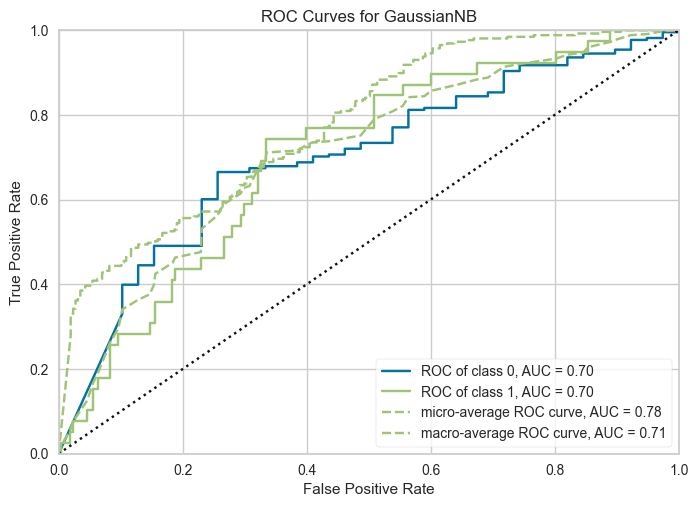 ROC Curves for GaussianNB
True Positive Rate
1.0
0.8
0.6
0.4
0.2
0.0
0.0 0.2 0.4 0.6 0.8 1.0
False Positive Rate
ROC of class 0, AUC = 0.70
ROC of class 1, AUC = 0.70
micro-average ROC curve, AUC = 0.78
macro-average ROC curve, AUC = 0.71